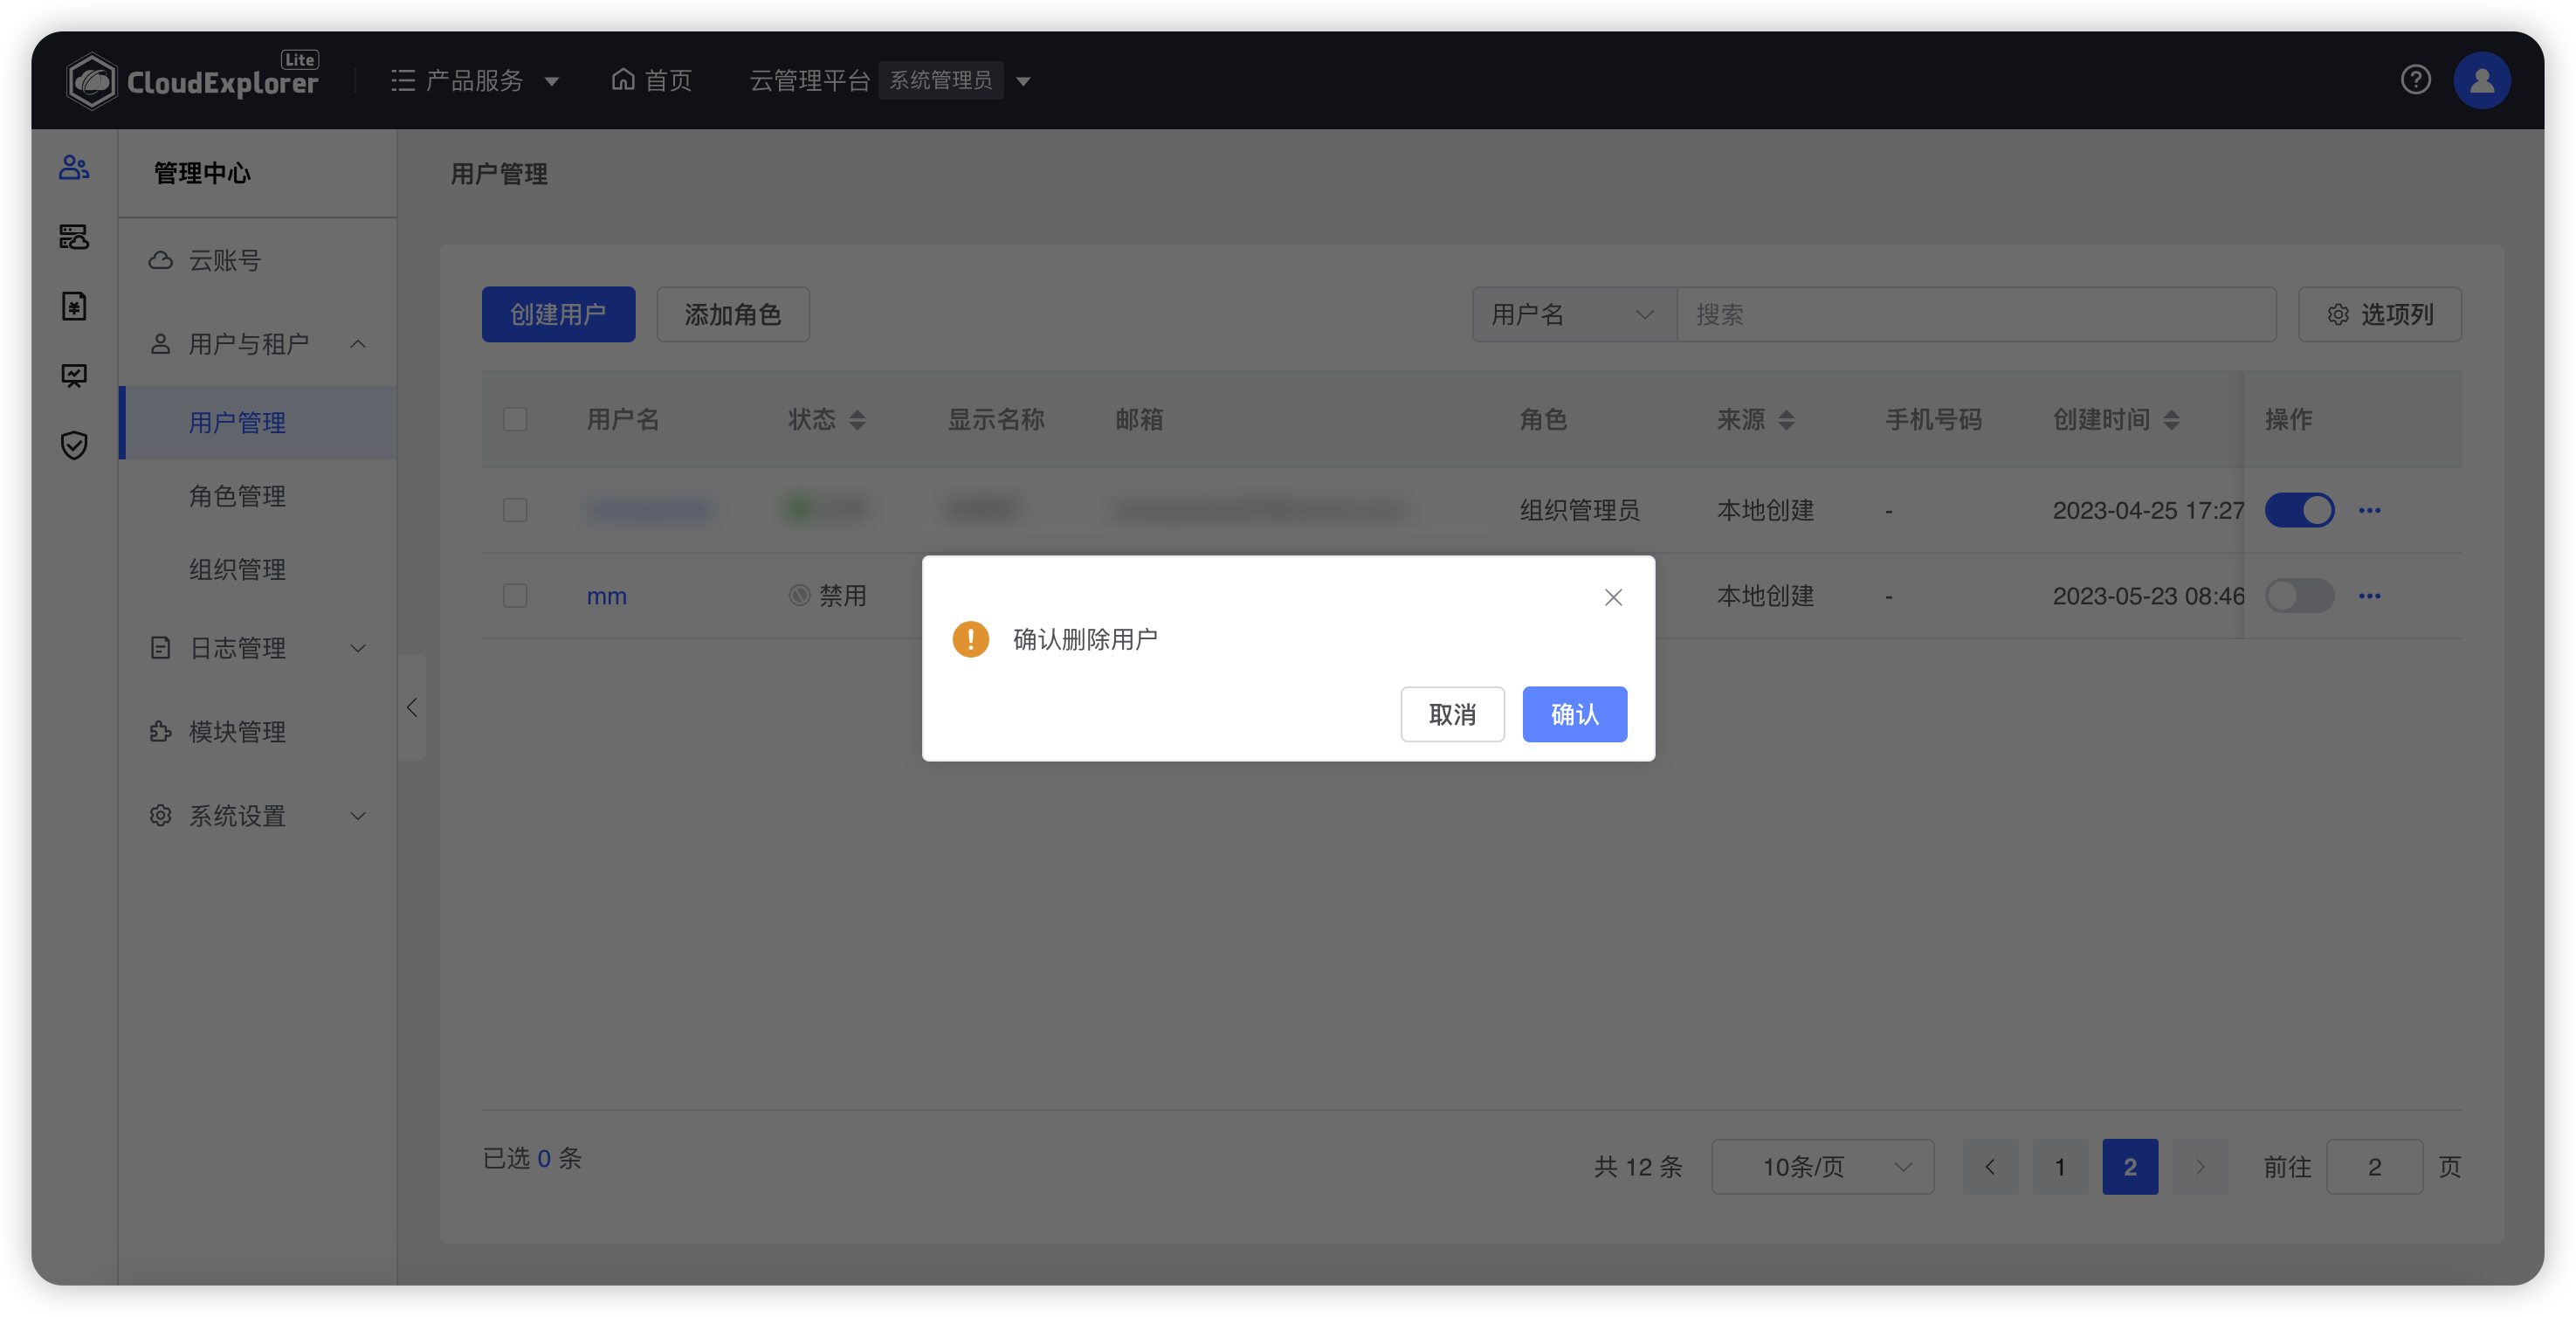 CloudExplorer Lite 产品服务 首页 云管理平台 系统管理员
管理中心
云账号
用户与租户
用户管理
角色管理
组织管理
日志管理
模块管理
系统设置
用户管理
创建用户 添加角色 用户名 搜索 选项列
用户名 状态 显示名称 邮箱 角色 来源 手机号码 创建时间 操作
组织管理员 本地创建 - 2023-04-25 17:27
mm 禁用 本地创建 - 2023-05-23 08:46
确认删除用户
取消 确认
已选 0 条 共 12 条 10条/页 1 2 前往 2 页